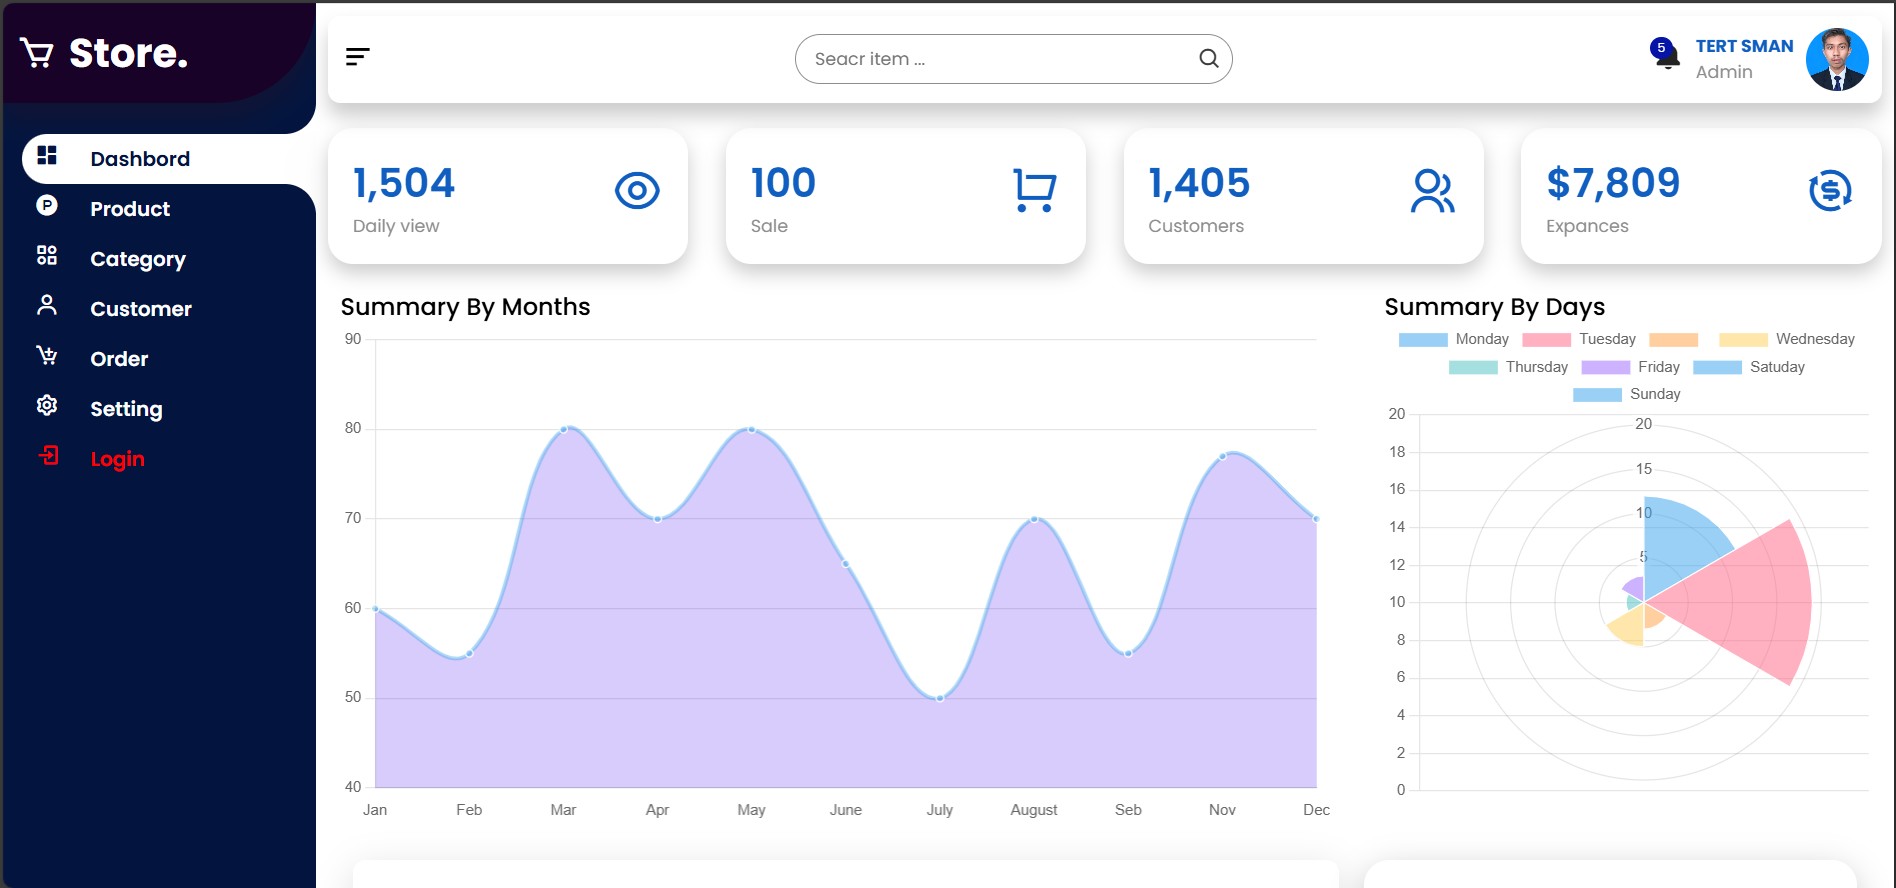 Store.
Seacr item ...
5
TERT SMAN
Admin
Dashbord
Product
Category
Customer
Order
Setting
Login
1,504
Daily view
100
Sale
1,405
Customers
$7,809
Expances
Summary By Months
90
80
70
60
50
40
Jan Feb Mar Apr May June July August Seb Nov Dec
Summary By Days
Monday Tuesday Wednesday
Thursday Friday Satuday
Sunday
20
18
16
14
12
10
8
6
4
2
0
20
15
10
5